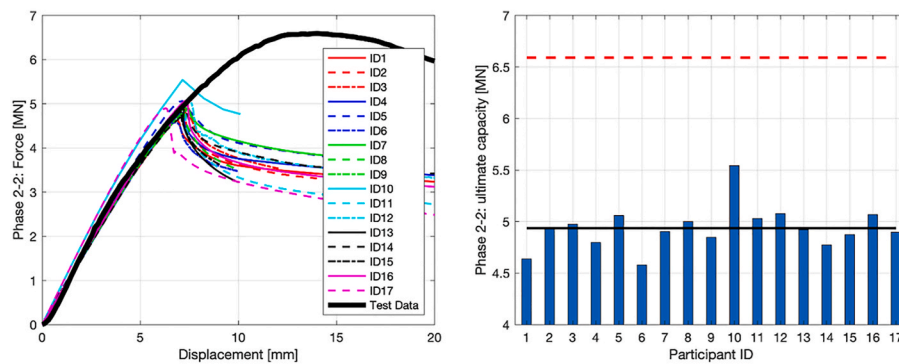 7
6
5
4
3
2
1
0
Phase 2-2: Force [MN]
0 5 10 15 20
Displacement [mm]
ID1
ID2
ID3
ID4
ID5
ID6
ID7
ID8
ID9
ID10
ID11
ID12
ID13
ID14
ID15
ID16
ID17
Test Data
7
6.5
6
5.5
5
4.5
4
Phase 2-2: ultimate capacity [MN]
1 2 3 4 5 6 7 8 9 10 11 12 13 14 15 16 17
Participant ID